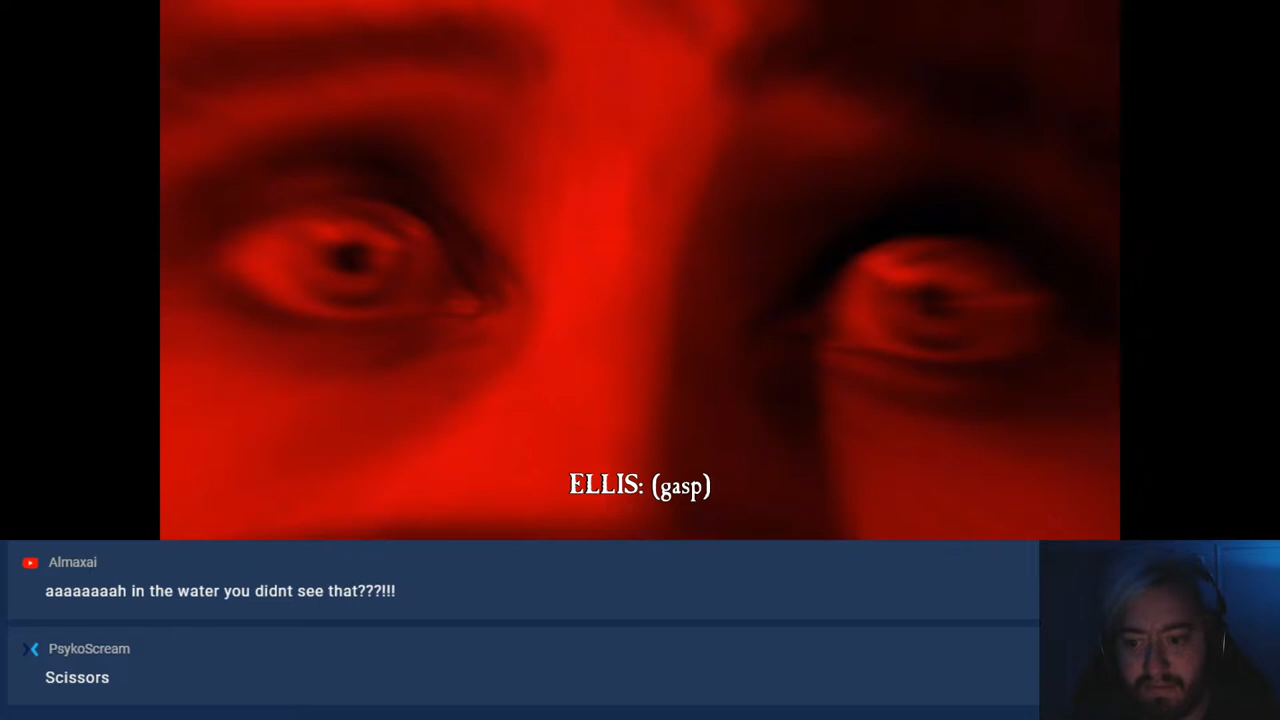 ELLIS: (gasp)
Almaxai
aaaaaaaah in the water you didnt see that???!!!
PsykoScream
Scissors